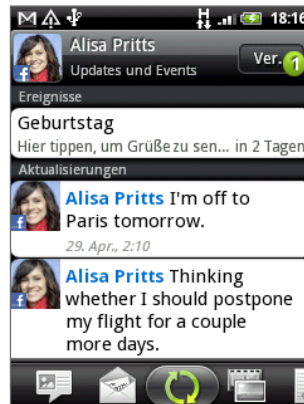 18:16
Alisa Pritts
Updates und Events
Ver. 1
Ereignisse
Geburtstag
Hier tippen, um Grüße zu sen... in 2 Tagen
Aktualisierungen
Alisa Pritts I'm off to
Paris tomorrow.
29. Apr., 2:10
Alisa Pritts Thinking
whether I should postpone
my flight for a couple
more days.